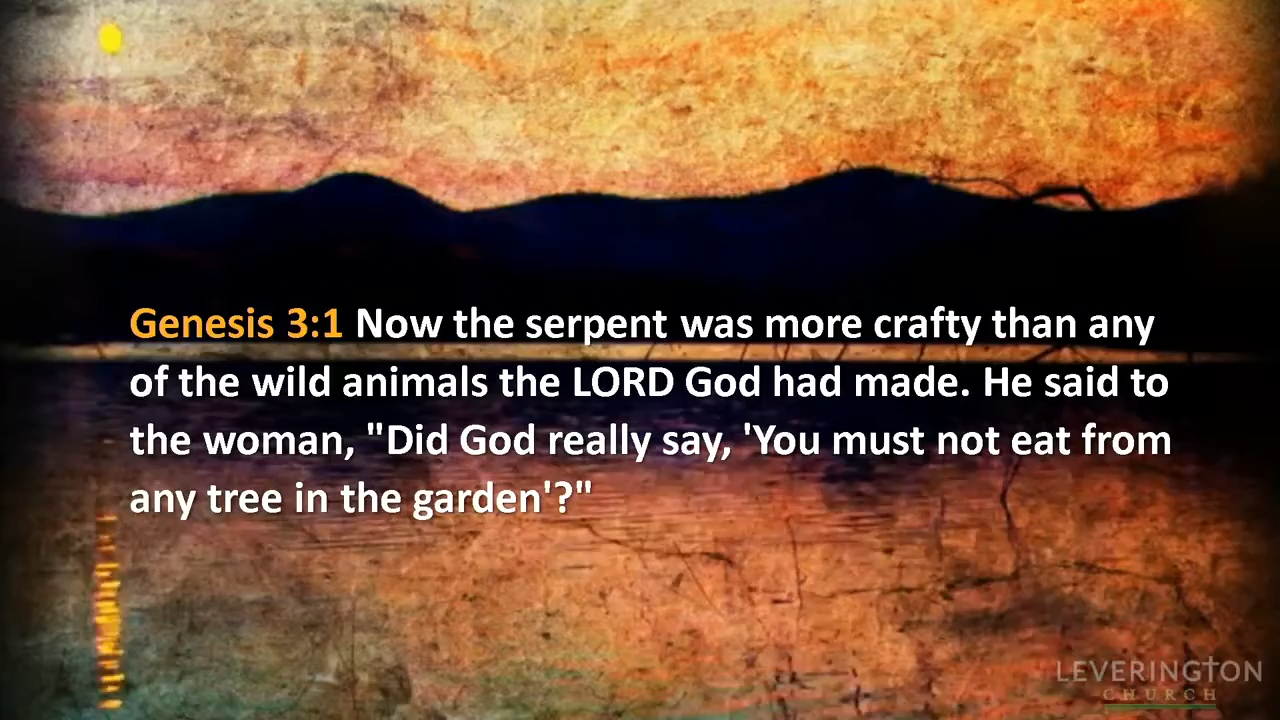 Genesis 3:1 Now the serpent was more crafty than any
of the wild animals the LORD God had made. He said to
the woman, "Did God really say, 'You must not eat from
any tree in the garden'?"
LEVERINGTON
CHURCH